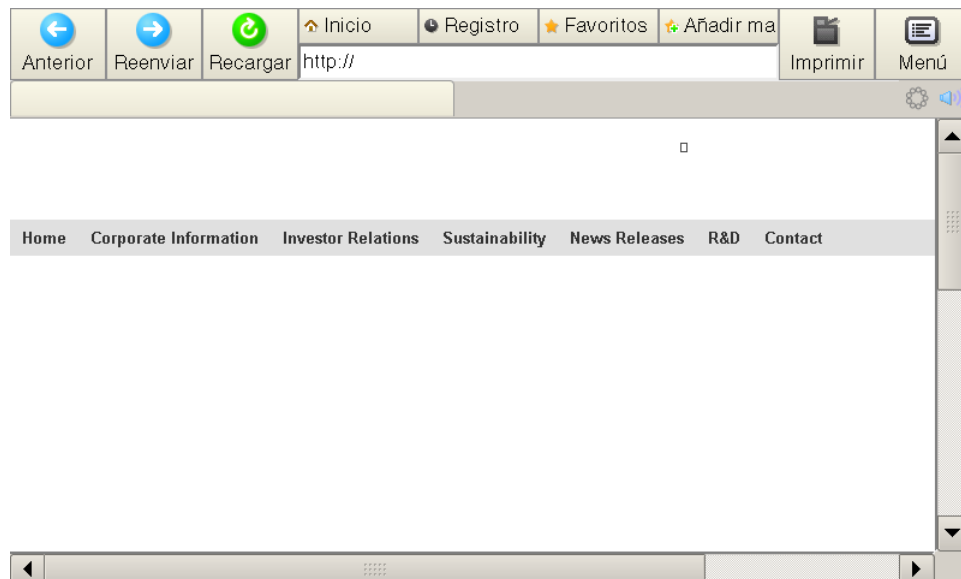 Inicio Registro Favoritos Añadir ma
Anterior Reenviar Recargar http:// Imprimir Menú
Home Corporate Information Investor Relations Sustainability News Releases R&D Contact